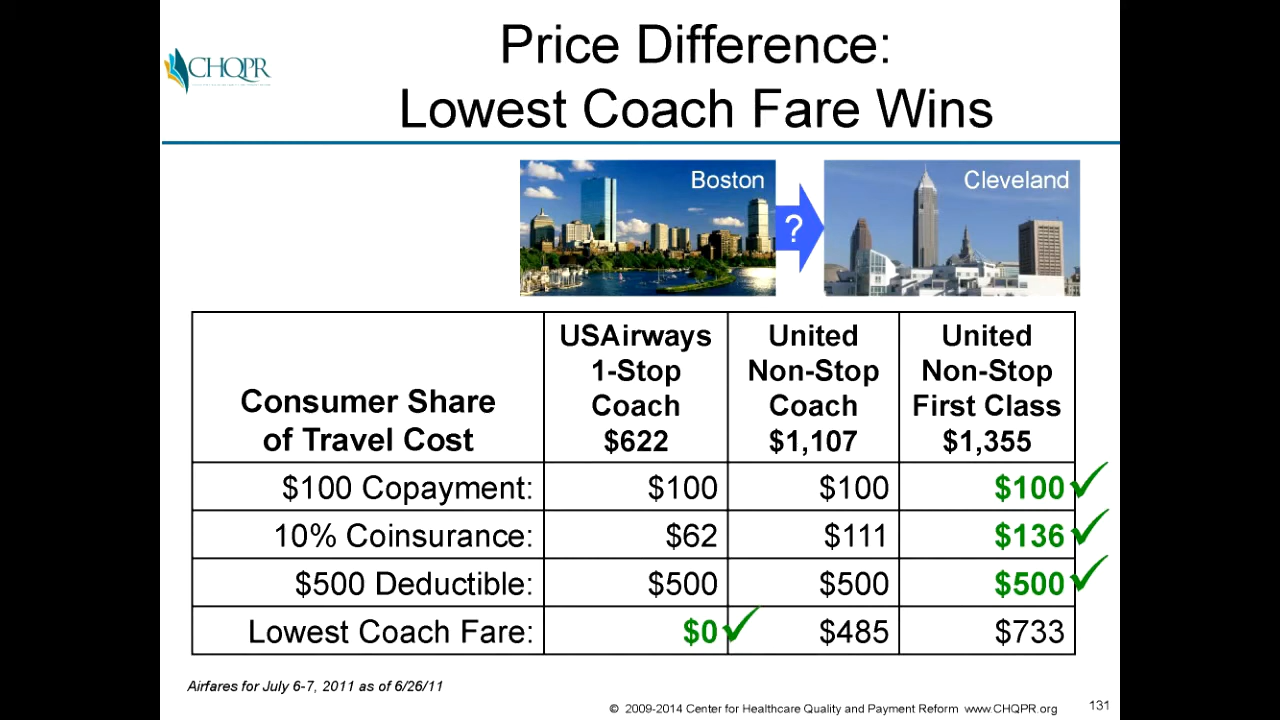 Price Difference:
Lowest Coach Fare Wins
CHQPR
Boston
?
Cleveland
Consumer Share
of Travel Cost
USAirways
1-Stop
Coach
$622
United
Non-Stop
Coach
$1,107
United
Non-Stop
First Class
$1,355
$100 Copayment: $100 $100 $100
10% Coinsurance: $62 $111 $136
$500 Deductible: $500 $500 $500
Lowest Coach Fare: $0 $485 $733
Airfares for July 6-7, 2011 as of 6/26/11
© 2009-2014 Center for Healthcare Quality and Payment Reform www.CHQPR.org
131